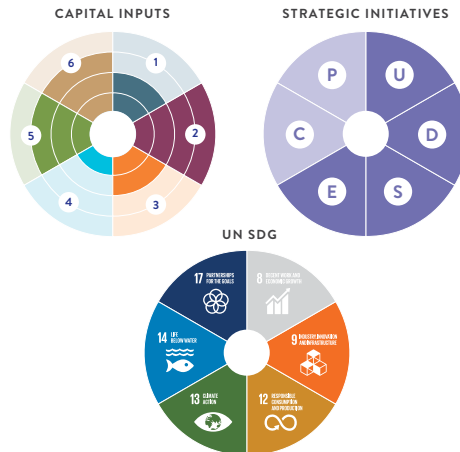 CAPITAL INPUTS
STRATEGIC INITIATIVES
6
1
5
2
4
3
P
U
C
D
E
S
UN SDG
17 PARTNERSHIPS
FOR THE GOALS
8 DECENT WORK AND
ECONOMIC GROWTH
14 LIFE
BELOW WATER
9 INDUSTRY, INNOVATION
AND INFRASTRUCTURE
13 CLIMATE
ACTION
12 RESPONSIBLE
CONSUMPTION
AND PRODUCTION